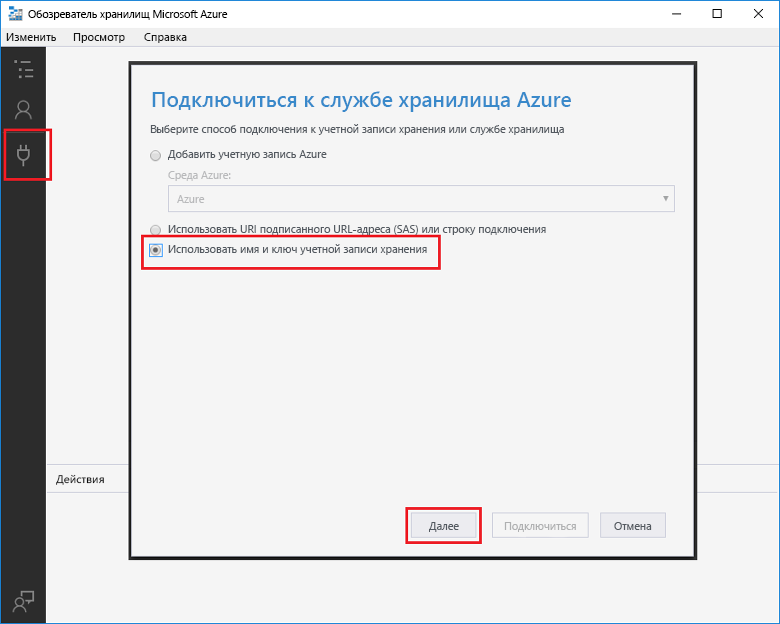 Обозреватель хранилищ Microsoft Azure
Изменить Просмотр Справка
Подключиться к службе хранилища Azure
Выберите способ подключения к учетной записи хранения или службе хранилища
Добавить учетную запись Azure
Среда Azure:
Azure
Использовать URI подписанного URL-адреса (SAS) или строку подключения
Использовать имя и ключ учетной записи хранения
Действия
Далее Подключиться Отмена